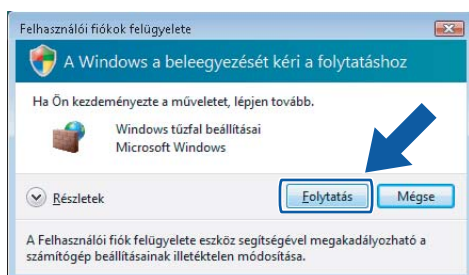 Felhasználói fiókok felügyelete
A Windows a beleegyezését kéri a folytatáshoz
Ha Ön kezdeményezte a műveletet, lépjen tovább.
Windows tűzfal beállításai
Microsoft Windows
Részletek
Folytatás
Mégse
A Felhasználói fiók felügyelete eszköz segítségével megakadályozható a
számítógép beállításainak illetéktelen módosítása.